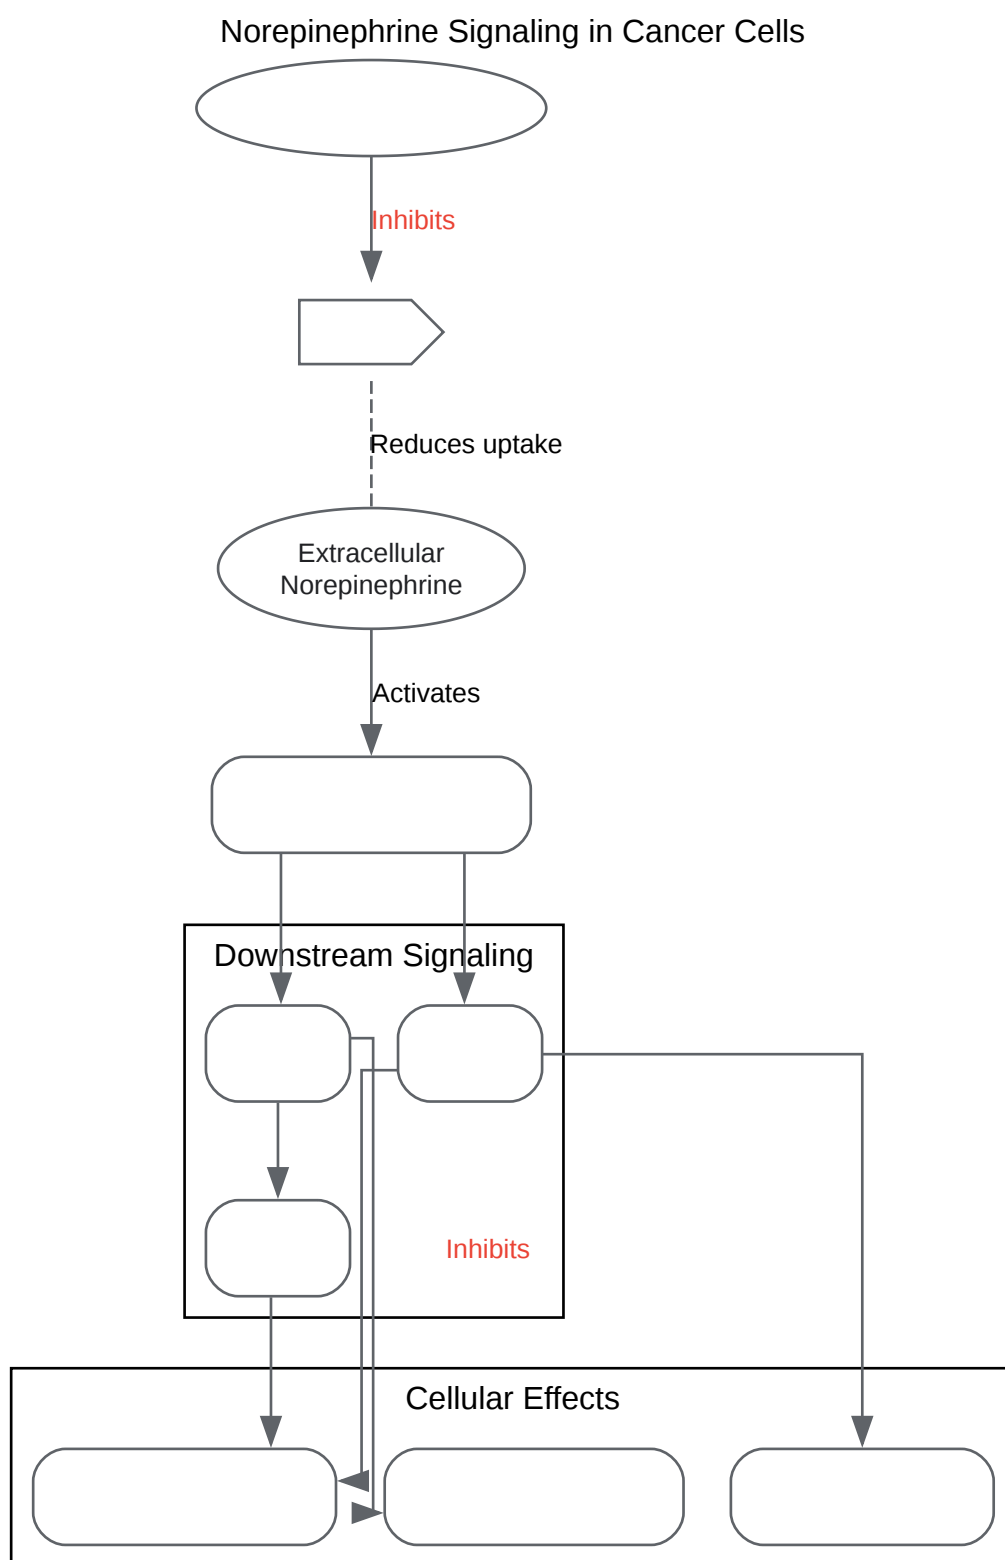 Norepinephrine Signaling in Cancer Cells
Inhibits
Reduces uptake
Extracellular
Norepinephrine
Activates
Downstream Signaling
Inhibits
Cellular Effects